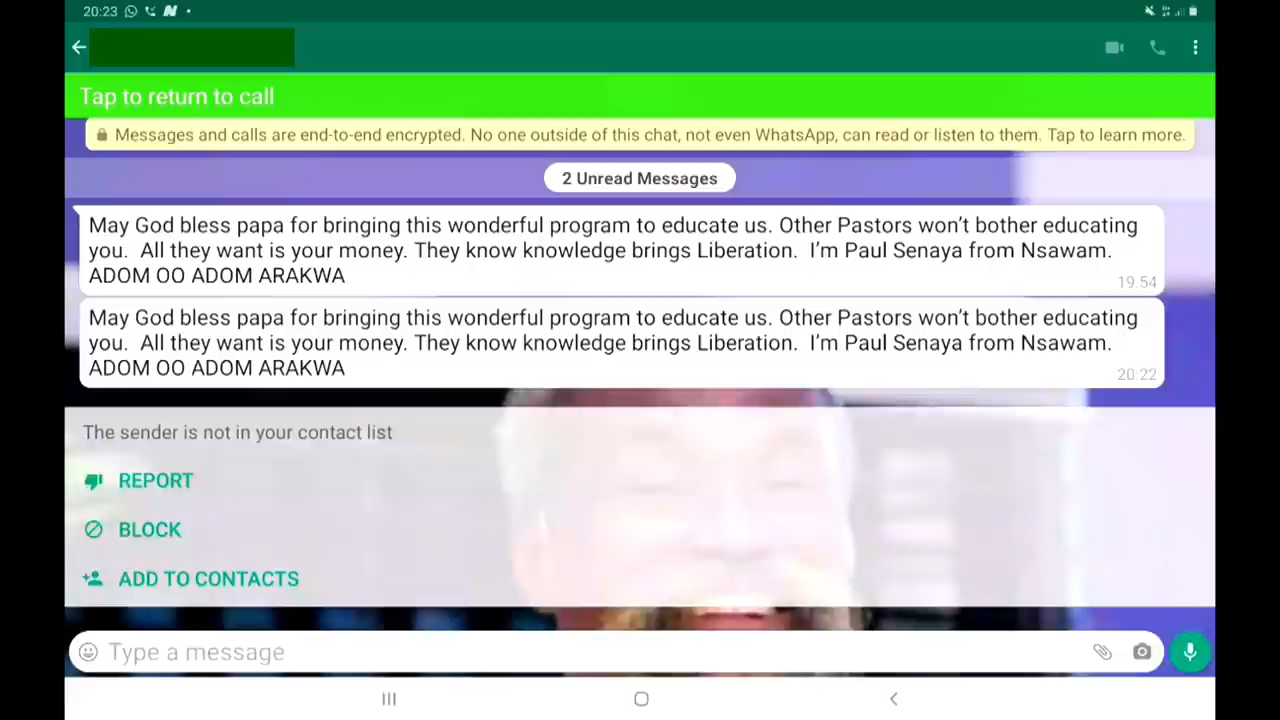 20:23
Tap to return to call
Messages and calls are end-to-end encrypted. No one outside of this chat, not even WhatsApp, can read or listen to them. Tap to learn more.
2 Unread Messages
May God bless papa for bringing this wonderful program to educate us. Other Pastors won’t bother educating
you.  All they want is your money. They know knowledge brings Liberation.  I’m Paul Senaya from Nsawam.
ADOM OO ADOM ARAKWA
19:54
May God bless papa for bringing this wonderful program to educate us. Other Pastors won’t bother educating
you.  All they want is your money. They know knowledge brings Liberation.  I’m Paul Senaya from Nsawam.
ADOM OO ADOM ARAKWA
20:22
The sender is not in your contact list
REPORT
BLOCK
ADD TO CONTACTS
Type a message